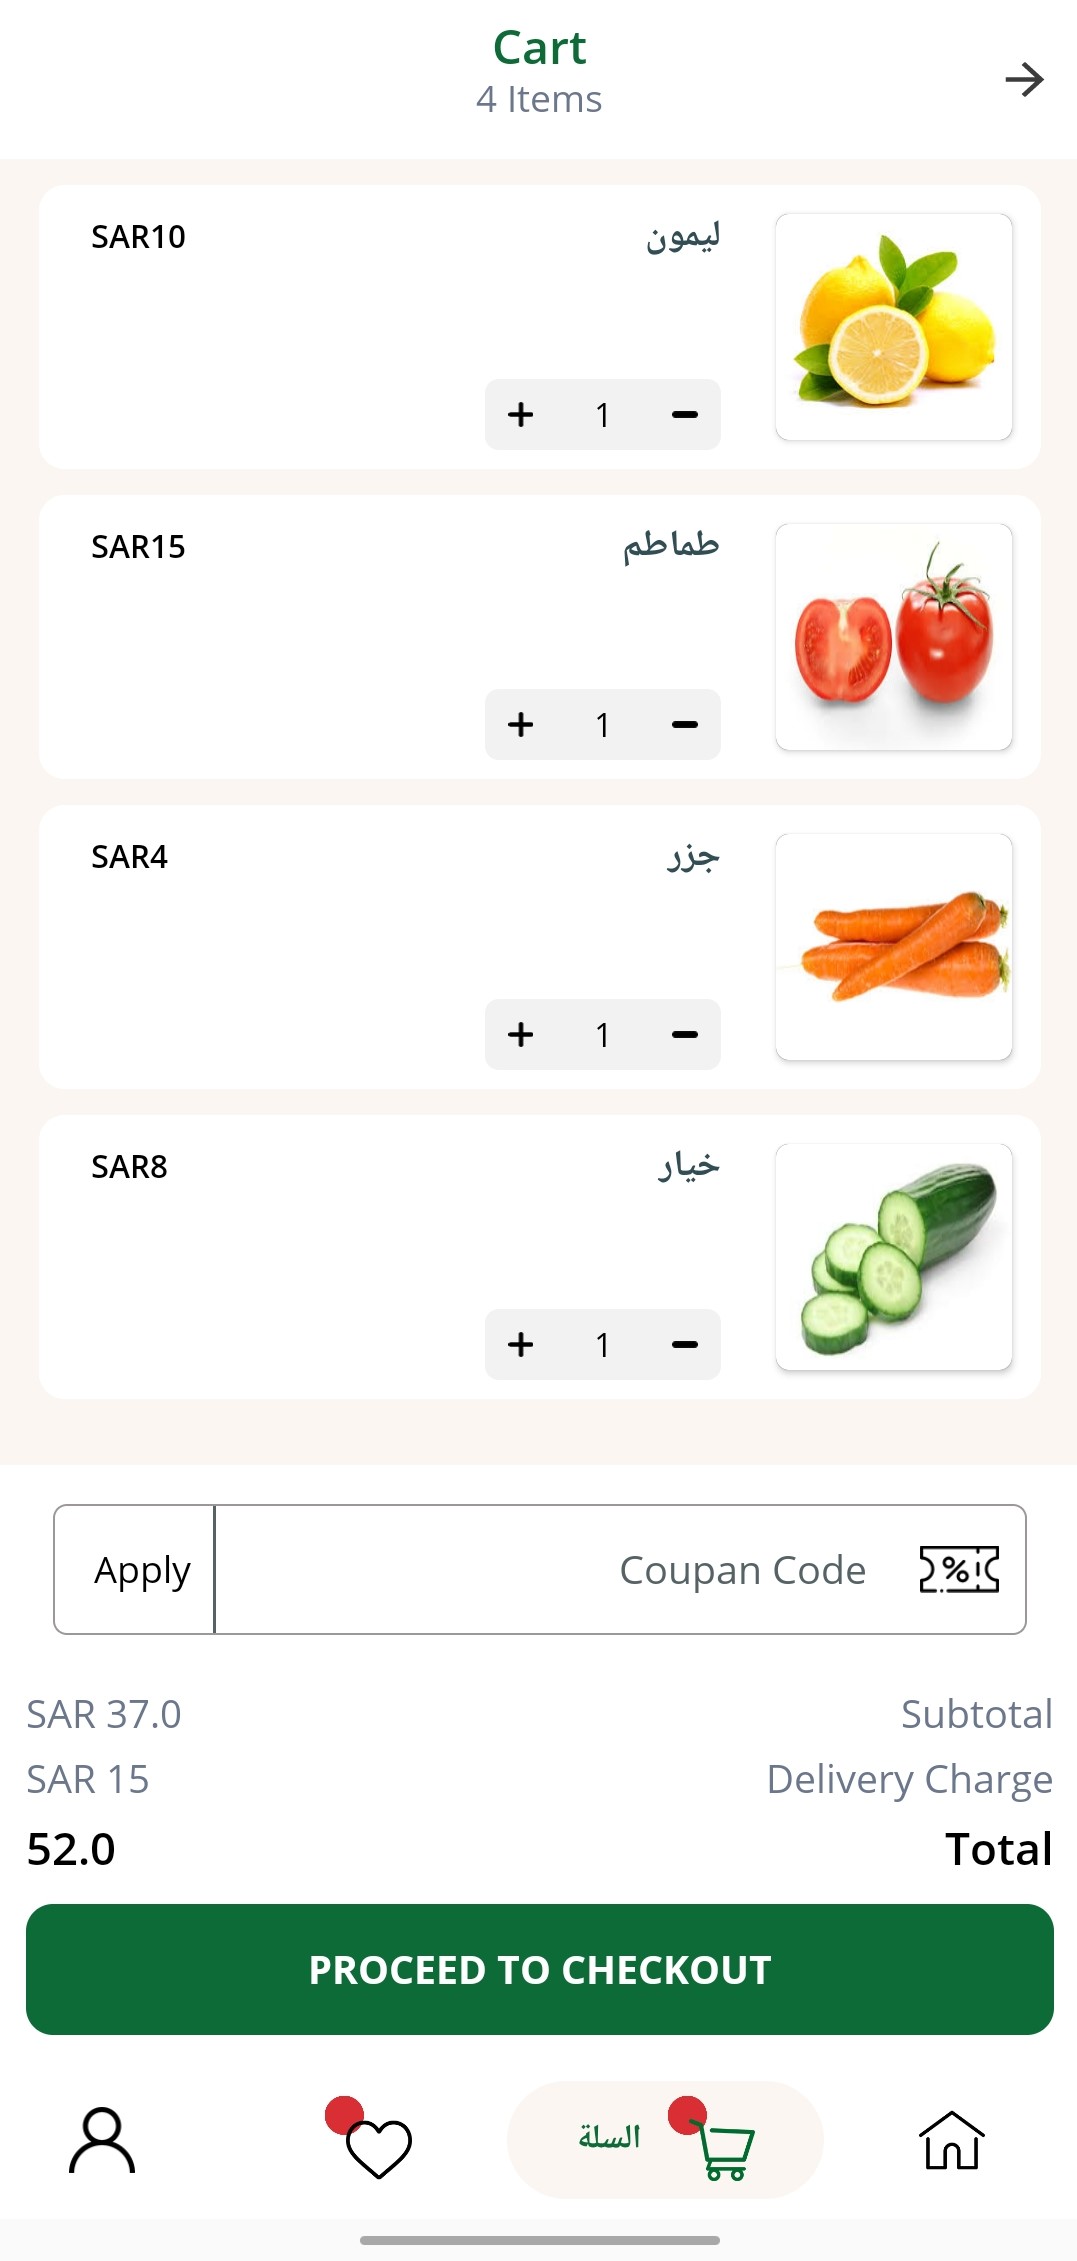 Cart
4 Items
ليمون
SAR10
+ 1 -
طماطم
SAR15
+ 1 -
جزر
SAR4
+ 1 -
خيار
SAR8
+ 1 -
Apply
Coupan Code
%
Subtotal
SAR 37.0
Delivery Charge
SAR 15
Total
52.0
PROCEED TO CHECKOUT
السلة